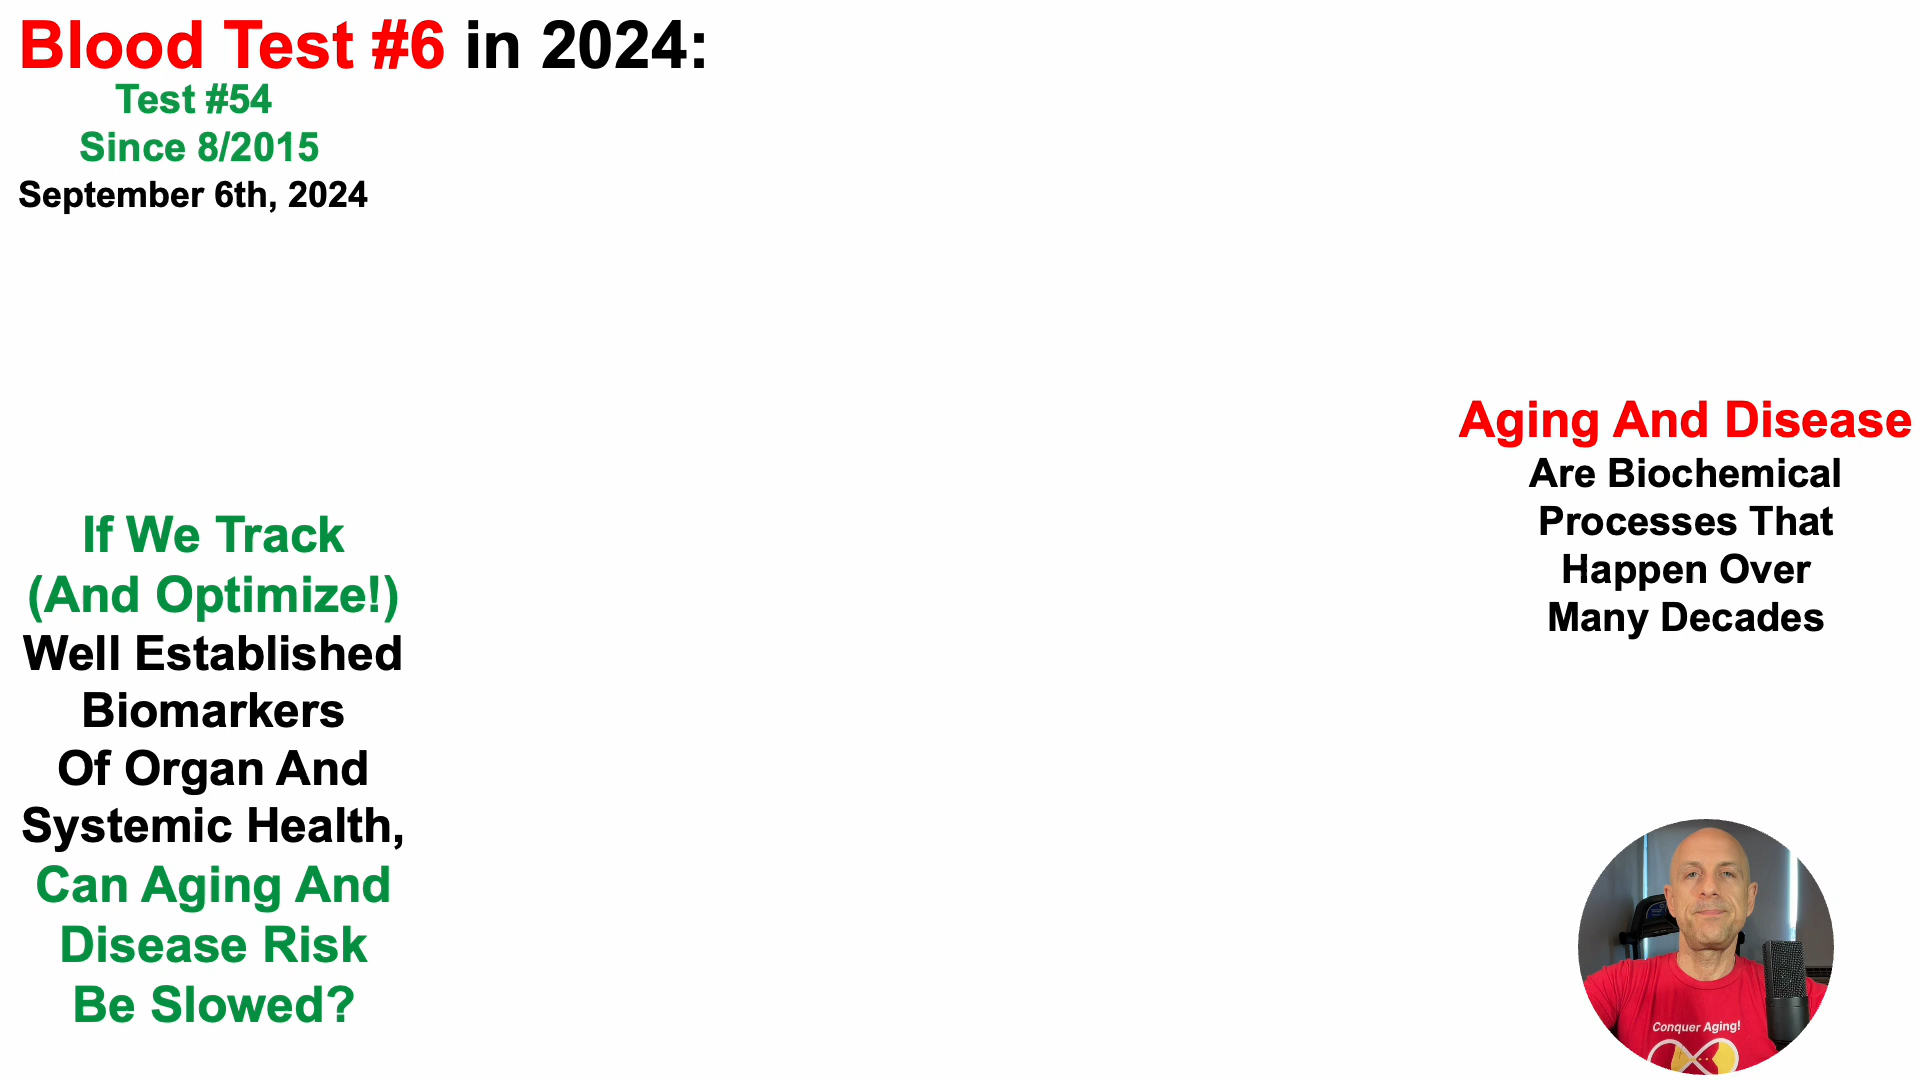 Blood Test #6 in 2024:
Test #54
Since 8/2015
September 6th, 2024
If We Track
(And Optimize!)
Well Established
Biomarkers
Of Organ And
Systemic Health,
Can Aging And
Disease Risk
Be Slowed?
Aging And Disease
Are Biochemical
Processes That
Happen Over
Many Decades
Conquer Aging!